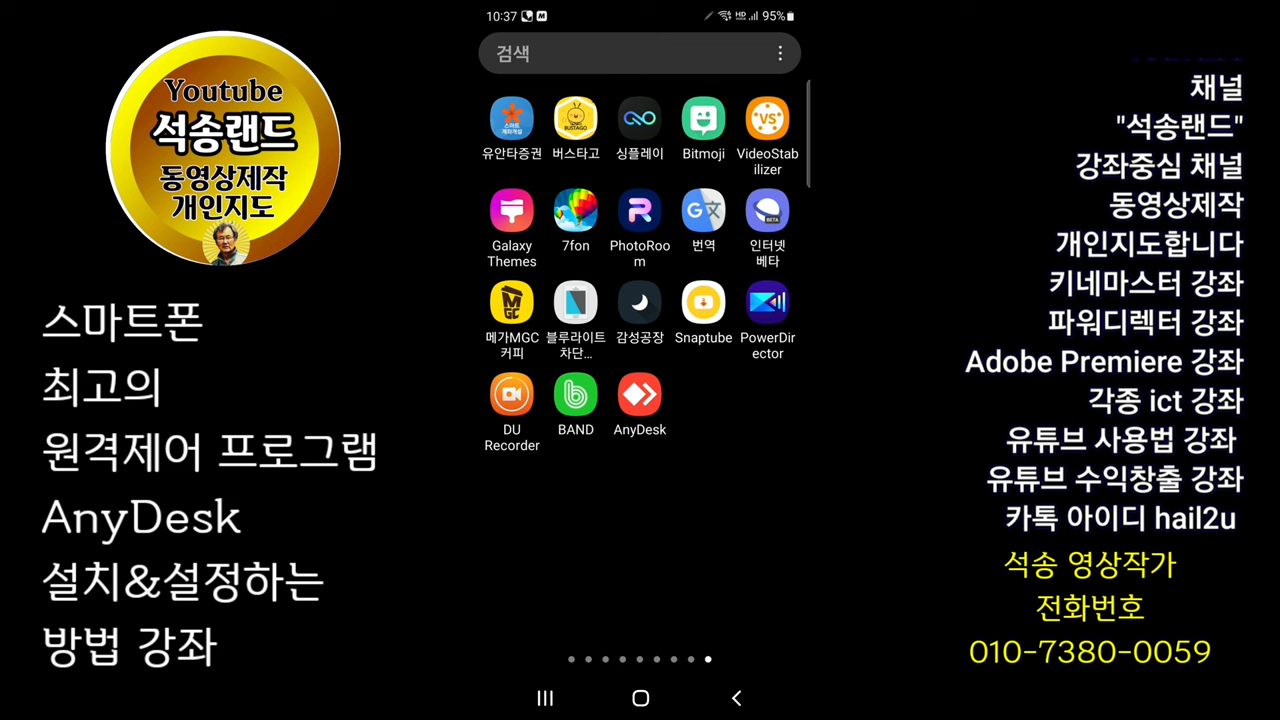 Youtube
석송랜드
동영상제작
개인지도
스마트폰
최고의
원격제어 프로그램
AnyDesk
설치&설정하는
방법 강좌
10:37
95%
검색
유안타증권
버스타고
싱플레이
Bitmoji
VideoStab
ilizer
Galaxy
Themes
7fon
PhotoRoo
m
번역
인터넷
베타
메가MGC
커피
블루라이트
차단...
감성공장
Snaptube
PowerDir
ector
DU
Recorder
BAND
AnyDesk
채널
"석송랜드"
강좌중심 채널
동영상제작
개인지도합니다
키네마스터 강좌
파워디렉터 강좌
Adobe Premiere 강좌
각종 ict 강좌
유튜브 사용법 강좌
유튜브 수익창출 강좌
카톡 아이디 hail2u
석송 영상작가
전화번호
010-7380-0059